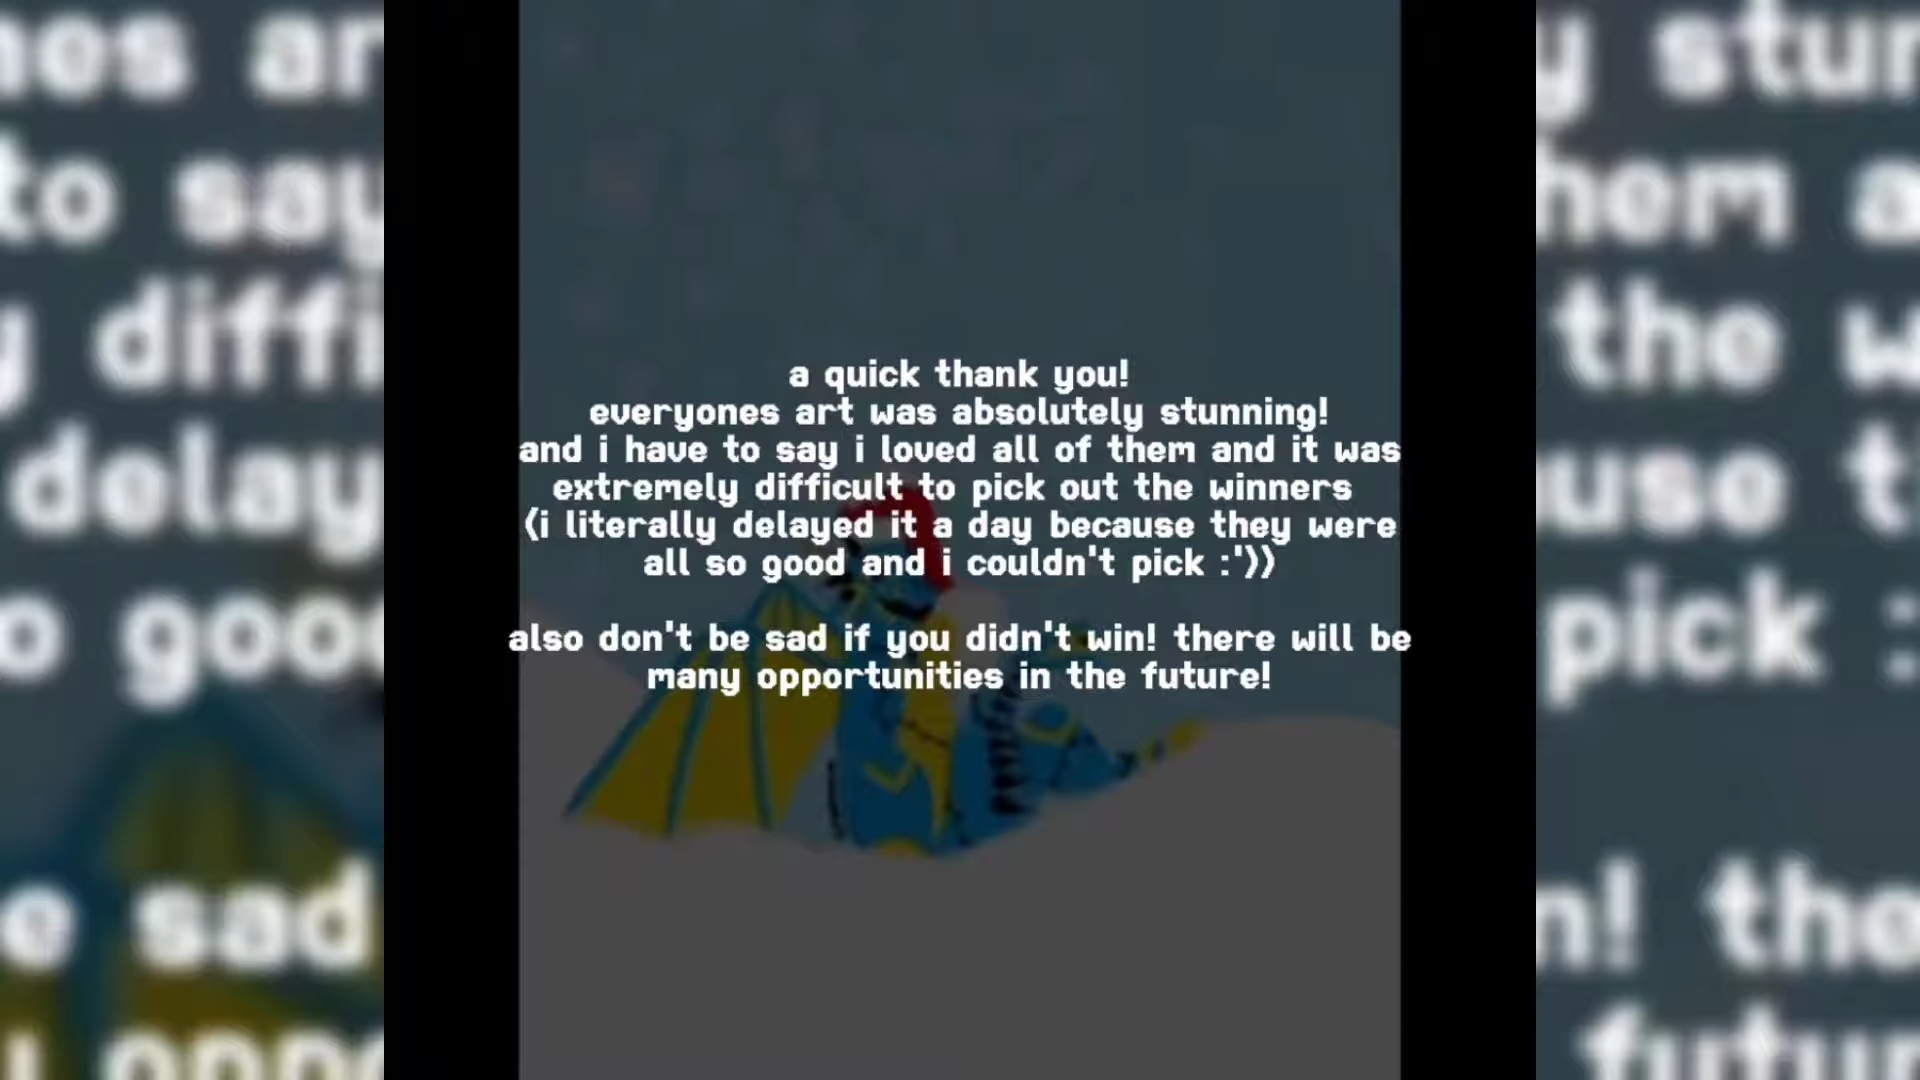 a quick thank you!
everyones art was absolutely stunning!
and i have to say i loved all of them and it was
extremely difficult to pick out the winners
(i literally delayed it a day because they were
all so good and i couldn't pick :'))
also don't be sad if you didn't win! there will be
many opportunities in the future!